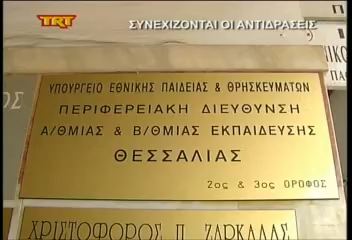 TRT
ΣΥΝΕΧΙΖΟΝΤΑΙ ΟΙ ΑΝΤΙΔΡΑΣΕΙΣ
ΥΠΟΥΡΓΕΙΟ ΕΘΝΙΚΗΣ ΠΑΙΔΕΙΑΣ & ΘΡΗΣΚΕΥΜΑΤΩΝ
ΠΕΡΙΦΕΡΕΙΑΚΗ ΔΙΕΥΘΥΝΣΗ
Α/ΘΜΙΑΣ & Β/ΘΜΙΑΣ ΕΚΠΑΙΔΕΥΣΗΣ
ΘΕΣΣΑΛΙΑΣ
2ος & 3ος ΟΡΟΦΟΣ
ΧΡΙΣΤΟΦΟΡΟΣ Π. ΖΑΡΚΑΔΑΣ